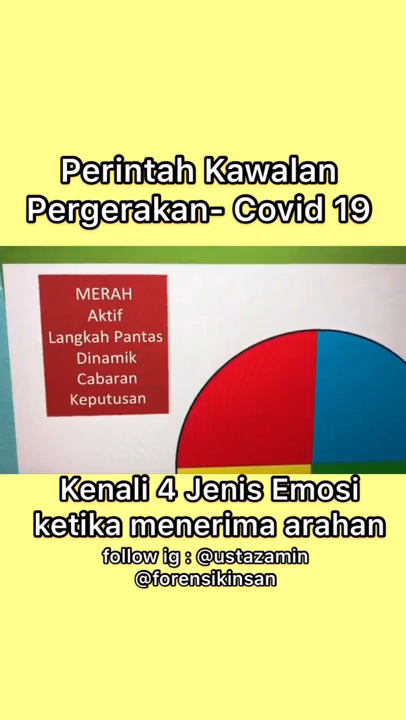 Perintah Kawalan
Pergerakan- Covid 19
MERAH
Aktif
Langkah Pantas
Dinamik
Cabaran
Keputusan
Kenali 4 Jenis Emosi
ketika menerima arahan
follow ig : @ustazamin
@forensikinsan